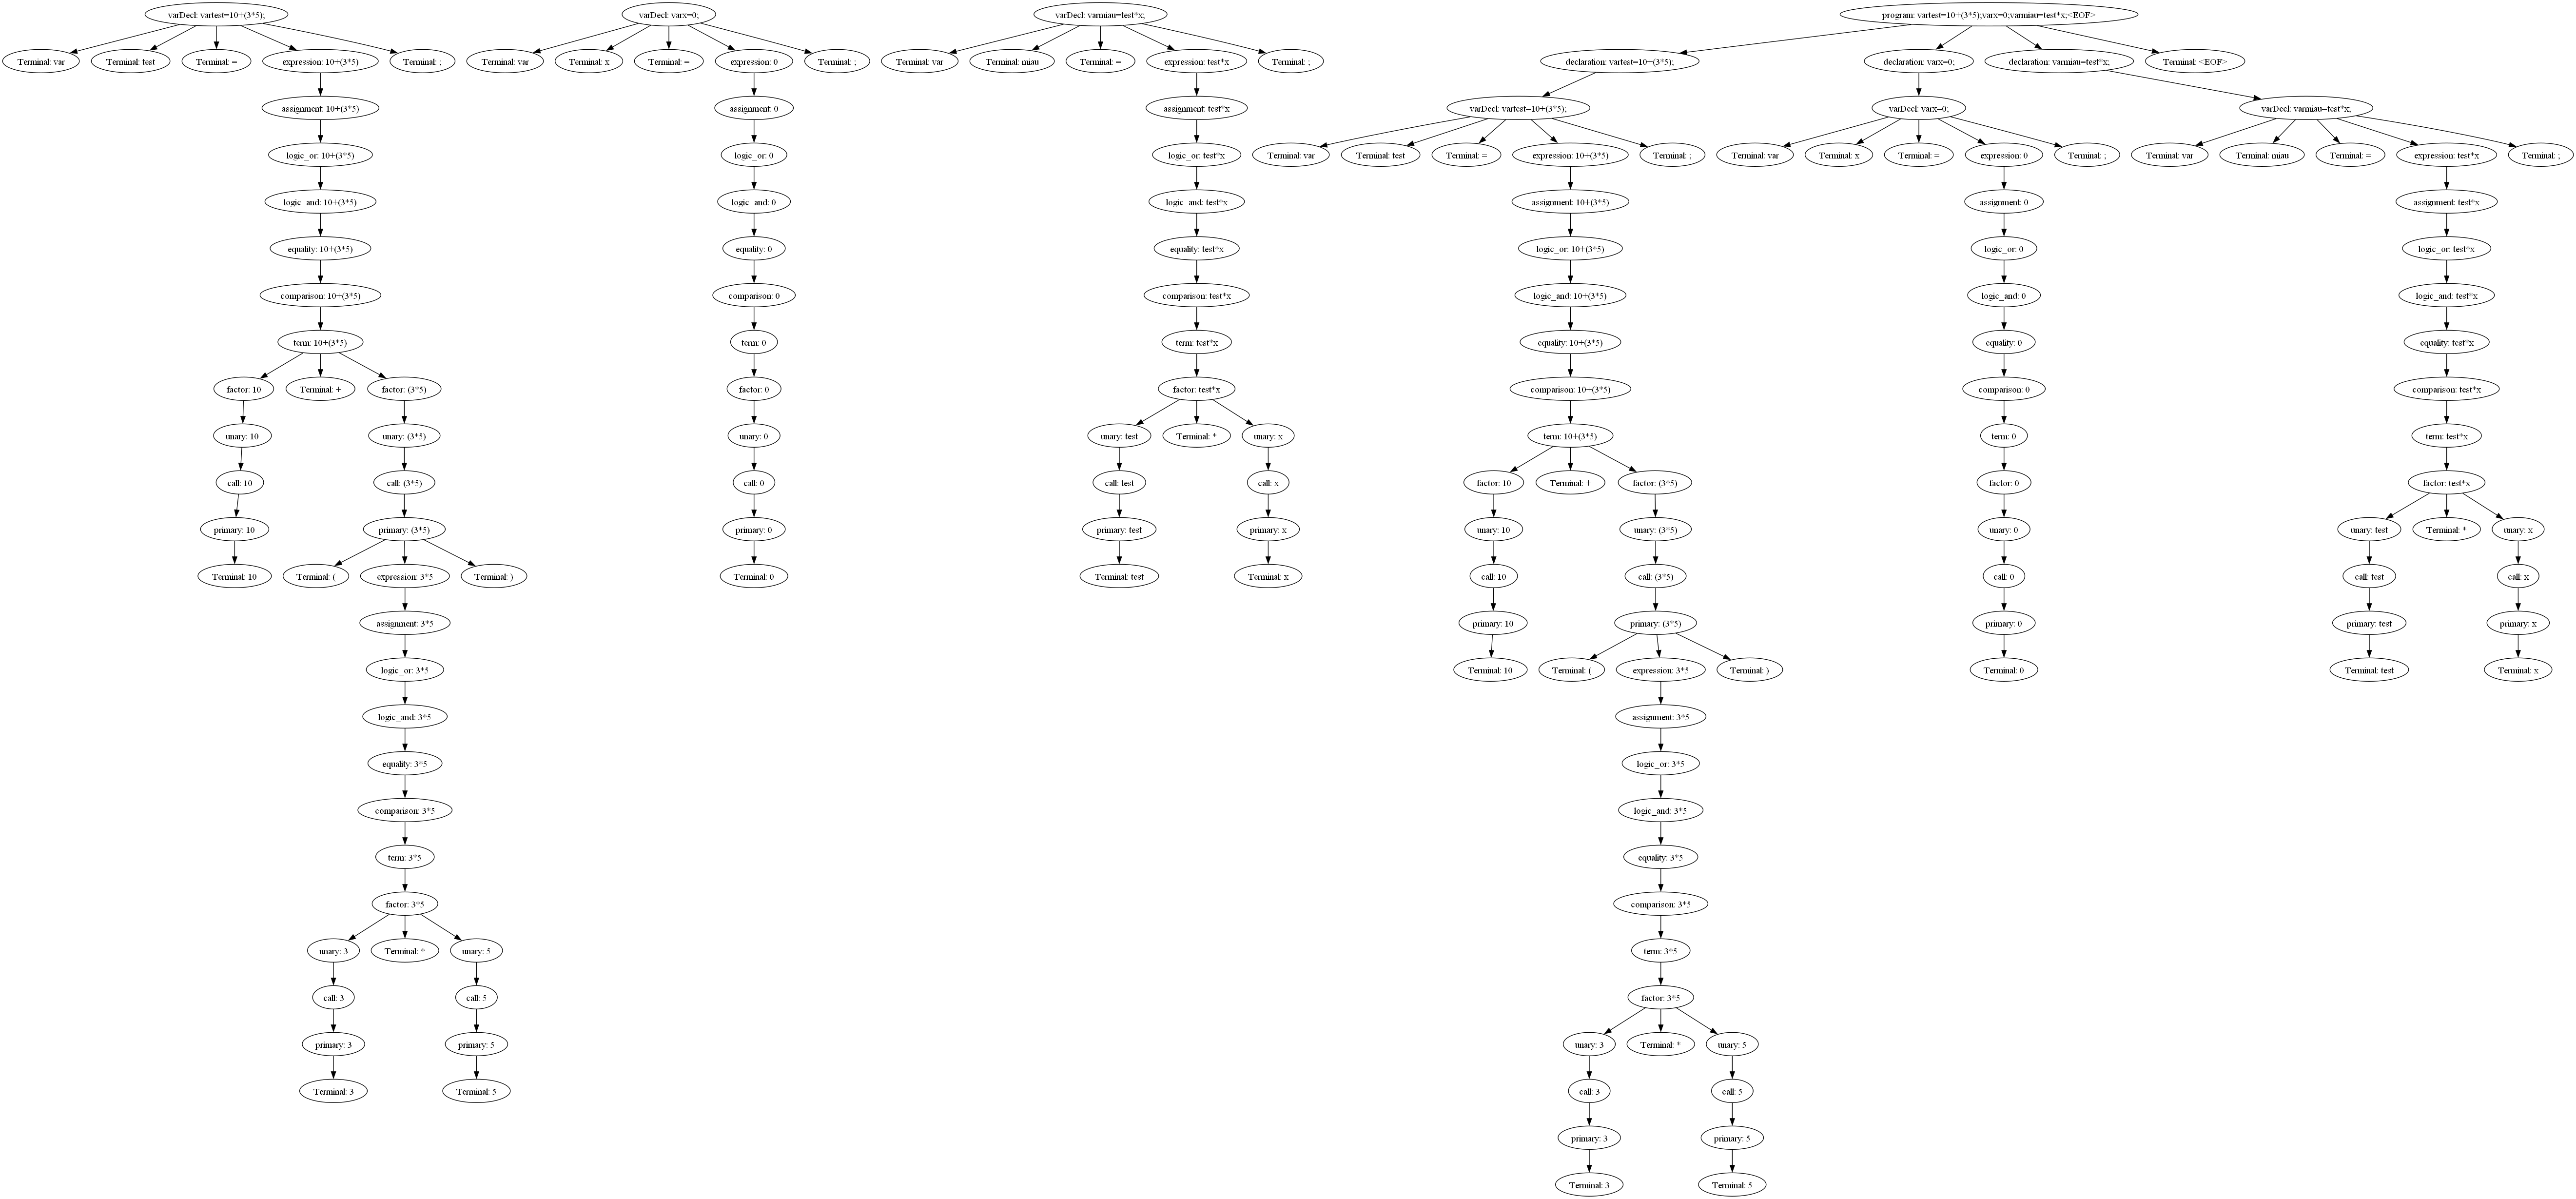 varDecl: vartest=10+(3*5);
varDecl: varx=0;
varDecl: varmiau=test*x;
program: vartest=10+(3*5);varx=0;varmiau=test*x;<EOF>
Terminal: var
Terminal: test
Terminal: =
expression: 10+(3*5)
Terminal: ;
Terminal: var
Terminal: x
Terminal: =
expression: 0
Terminal: ;
Terminal: var
Terminal: miau
Terminal: =
expression: test*x
Terminal: ;
declaration: vartest=10+(3*5);
declaration: varx=0;
declaration: varmiau=test*x;
Terminal: <EOF>
assignment: 10+(3*5)
assignment: 0
assignment: test*x
varDecl: vartest=10+(3*5);
varDecl: varx=0;
varDecl: varmiau=test*x;
logic_or: 10+(3*5)
logic_or: 0
logic_or: test*x
Terminal: var
Terminal: test
Terminal: =
expression: 10+(3*5)
Terminal: ;
Terminal: var
Terminal: x
Terminal: =
expression: 0
Terminal: ;
Terminal: var
Terminal: miau
Terminal: =
expression: test*x
Terminal: ;
logic_and: 10+(3*5)
logic_and: 0
logic_and: test*x
assignment: 10+(3*5)
assignment: 0
assignment: test*x
equality: 10+(3*5)
equality: 0
equality: test*x
logic_or: 10+(3*5)
logic_or: 0
logic_or: test*x
comparison: 10+(3*5)
comparison: 0
comparison: test*x
logic_and: 10+(3*5)
logic_and: 0
logic_and: test*x
term: 10+(3*5)
term: 0
term: test*x
equality: 10+(3*5)
equality: 0
equality: test*x
factor: 10
Terminal: +
factor: (3*5)
factor: 0
factor: test*x
comparison: 10+(3*5)
comparison: 0
comparison: test*x
unary: 10
unary: (3*5)
unary: 0
unary: test
Terminal: *
unary: x
term: 10+(3*5)
term: 0
term: test*x
call: 10
call: (3*5)
call: 0
call: test
call: x
factor: 10
Terminal: +
factor: (3*5)
factor: 0
factor: test*x
primary: 10
primary: (3*5)
primary: 0
primary: test
primary: x
unary: 10
unary: (3*5)
unary: 0
unary: test
Terminal: *
unary: x
Terminal: 10
Terminal: (
expression: 3*5
Terminal: )
Terminal: 0
Terminal: test
Terminal: x
call: 10
call: (3*5)
call: 0
call: test
call: x
assignment: 3*5
primary: 10
primary: (3*5)
primary: 0
primary: test
primary: x
logic_or: 3*5
Terminal: 10
Terminal: (
expression: 3*5
Terminal: )
Terminal: 0
Terminal: test
Terminal: x
logic_and: 3*5
assignment: 3*5
equality: 3*5
logic_or: 3*5
comparison: 3*5
logic_and: 3*5
term: 3*5
equality: 3*5
factor: 3*5
comparison: 3*5
unary: 3
Terminal: *
unary: 5
term: 3*5
call: 3
call: 5
factor: 3*5
primary: 3
primary: 5
unary: 3
Terminal: *
unary: 5
Terminal: 3
Terminal: 5
call: 3
call: 5
primary: 3
primary: 5
Terminal: 3
Terminal: 5